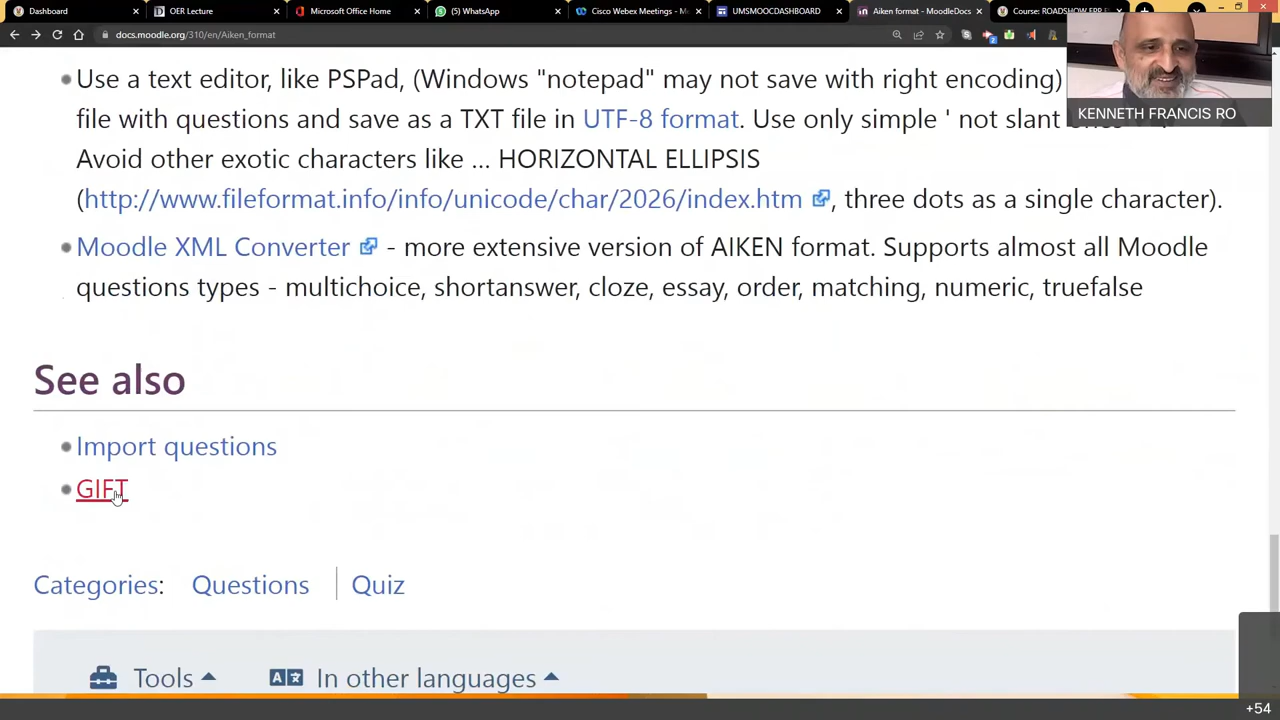 Dashboard
OER Lecture
Microsoft Office Home
(5) WhatsApp
Cisco Webex Meetings - M
UMSMOOCDASHBOARD
Aiken format - MoodleDocs
Course: ROADSHOW
docs.moodle.org/310/en/Aiken_format
Use a text editor, like PSPad, (Windows "notepad" may not save with right encoding)
file with questions and save as a TXT file in UTF-8 format. Use only simple ' not slant
Avoid other exotic characters like … HORIZONTAL ELLIPSIS
(http://www.fileformat.info/info/unicode/char/2026/index.htm , three dots as a single character).
Moodle XML Converter - more extensive version of AIKEN format. Supports almost all Moodle
questions types - multichoice, shortanswer, cloze, essay, order, matching, numeric, truefalse
KENNETH FRANCIS RO
See also
Import questions
GIFT
Categories: Questions Quiz
Tools In other languages
+54